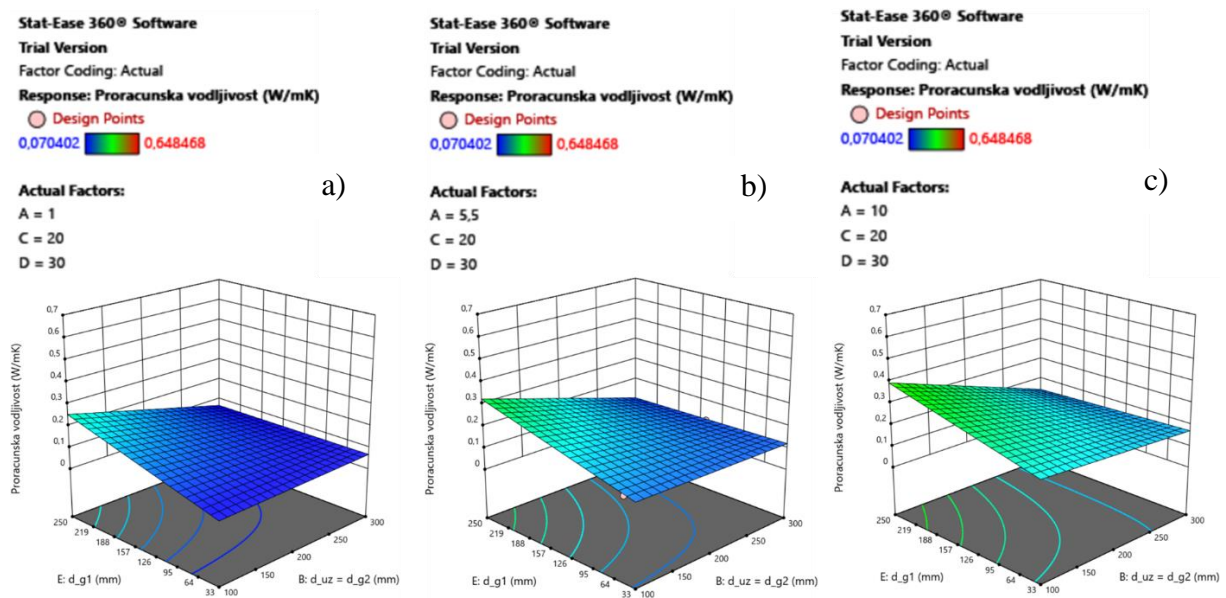 Stat-Ease 360® Software
Trial Version
Factor Coding: Actual
Response: Proracunska vodljivost (W/mK)
Design Points
0,070402 0,648468
a)
Actual Factors:
A = 1
C = 20
D = 30
0.7
0.6
0.5
0.4
0.3
0.2
0.1
0
Proracunska vodljivost (W/mK)
250
219
188
157
126
95
64
33
100
150
200
250
300
E: d_g1 (mm)
B: d_uz = d_g2 (mm)
Stat-Ease 360® Software
Trial Version
Factor Coding: Actual
Response: Proracunska vodljivost (W/mK)
Design Points
0,070402 0,648468
b)
Actual Factors:
A = 5,5
C = 20
D = 30
0.7
0.6
0.5
0.4
0.3
0.2
0.1
0
Proracunska vodljivost (W/mK)
250
219
188
157
126
95
64
33
100
150
200
250
300
E: d_g1 (mm)
B: d_uz = d_g2 (mm)
Stat-Ease 360® Software
Trial Version
Factor Coding: Actual
Response: Proracunska vodljivost (W/mK)
Design Points
0,070402 0,648468
c)
Actual Factors:
A = 10
C = 20
D = 30
0.7
0.6
0.5
0.4
0.3
0.2
0.1
0
Proracunska vodljivost (W/mK)
250
219
188
157
126
95
64
33
100
150
200
250
300
E: d_g1 (mm)
B: d_uz = d_g2 (mm)